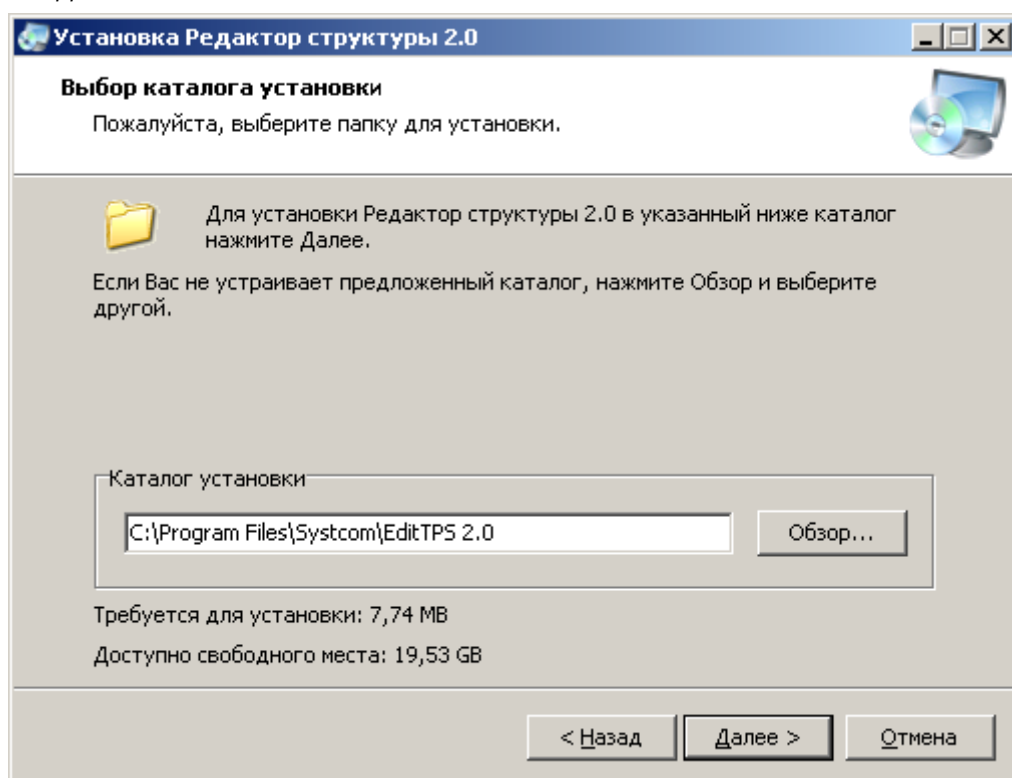 Установка Редактор структуры 2.0
Выбор каталога установки
Пожалуйста, выберите папку для установки.
Для установки Редактор структуры 2.0 в указанный ниже каталог
нажмите Далее.
Если Вас не устраивает предложенный каталог, нажмите Обзор и выберите
другой.
Каталог установки
C:\Program Files\Systcom\EditTPS 2.0
Обзор...
Требуется для установки: 7,74 MB
Доступно свободного места: 19,53 GB
< Назад
Далее >
Отмена